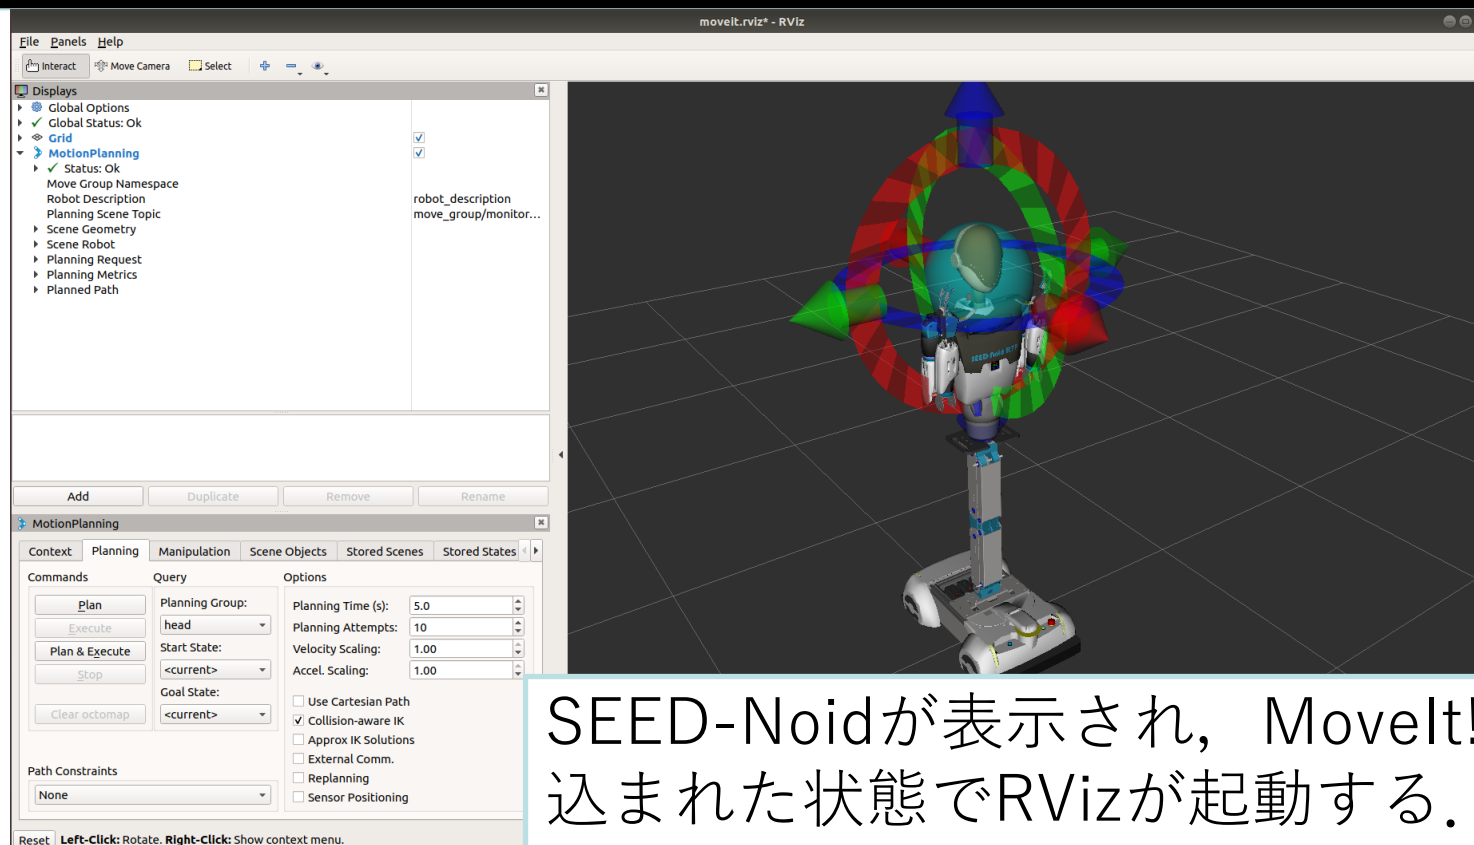 moveit.rviz* - RViz
File Panels Help
Interact Move Camera Select
Displays
Global Options
Global Status: Ok
Grid
MotionPlanning
Status: Ok
Move Group Namespace
Robot Description robot_description
Planning Scene Topic move_group/monitor...
Scene Geometry
Scene Robot
Planning Request
Planning Metrics
Planned Path
SEED-Noid
Add Duplicate Remove Rename
MotionPlanning
Context Planning Manipulation Scene Objects Stored Scenes Stored States
Commands Query Options
Plan Planning Group: Planning Time (s): 5.0
Execute head Planning Attempts: 10
Plan & Execute Start State: Velocity Scaling: 1.00
Stop <current> Accel. Scaling: 1.00
Goal State:
Clear octomap <current>
Use Cartesian Path
Collision-aware IK
Approx IK Solutions
External Comm.
Replanning
Sensor Positioning
Path Constraints
None
Reset Left-Click: Rotate. Right-Click: Show context menu.
SEED-Noidが表示され，MoveIt!
込まれた状態でRVizが起動する．